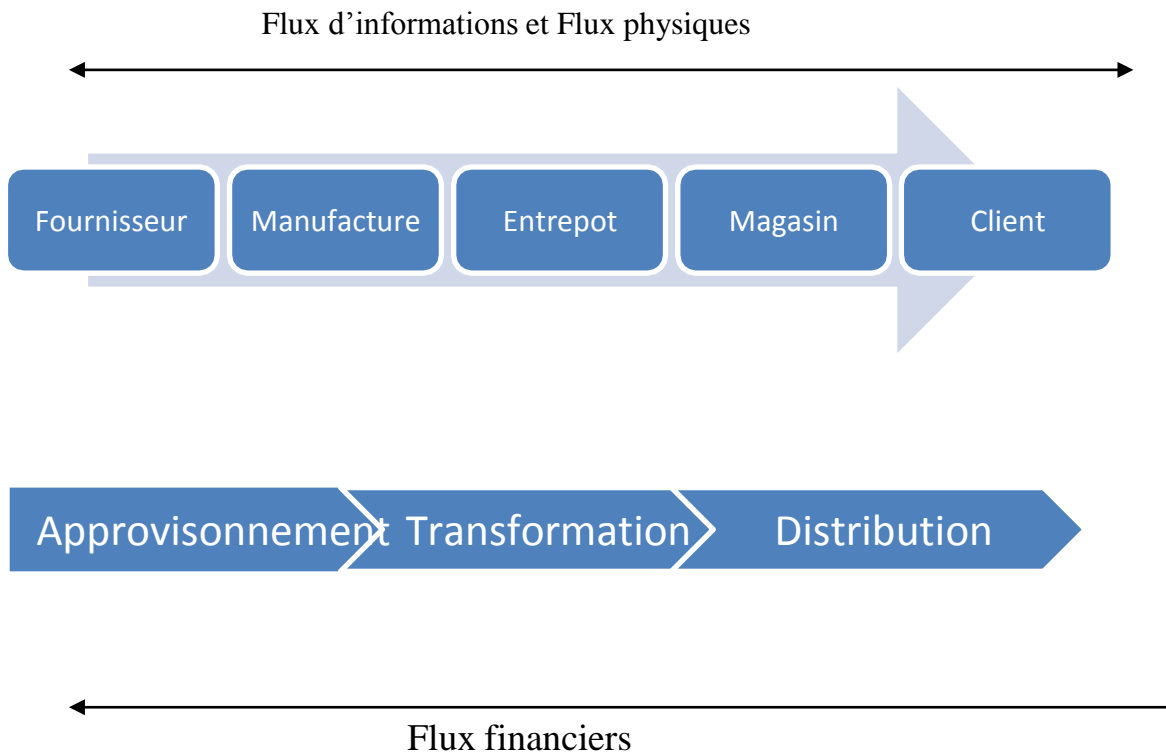 Flux d’informations et Flux physiques
Fournisseur
Manufacture
Entrepot
Magasin
Client
Approvisonnement
Transformation
Distribution
Flux financiers